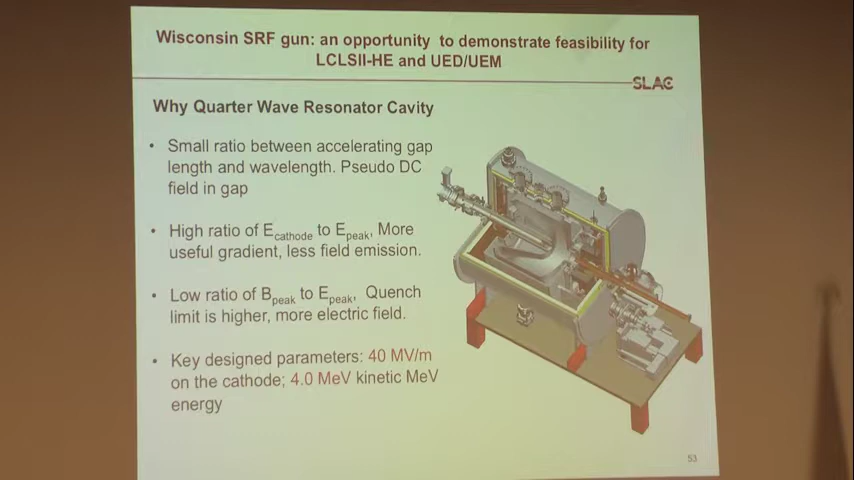 Wisconsin SRF gun: an opportunity to demonstrate feasibility for
LCLSII-HE and UED/UEM
SLAC
Why Quarter Wave Resonator Cavity
• Small ratio between accelerating gap
length and wavelength. Pseudo DC
field in gap
• High ratio of Ecathode to Epeak, More
useful gradient, less field emission.
• Low ratio of Bpeak to Epeak, Quench
limit is higher, more electric field.
• Key designed parameters: 40 MV/m
on the cathode; 4.0 MeV kinetic MeV
energy
53